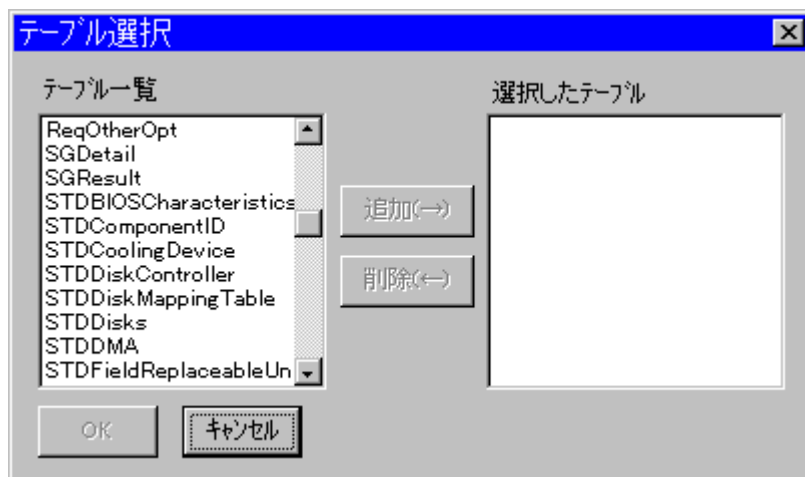 テーブル選択
テーブル一覧
選択したテーブル
ReqOtherOpt
SGDetail
SGResult
STDBIOSCharacteristics
STDComponentID
STDCoolingDevice
STDDiskController
STDDiskMappingTable
STDDisks
STDDMA
STDFieldReplaceableUn
追加(→)
削除(←)
OK
キャンセル